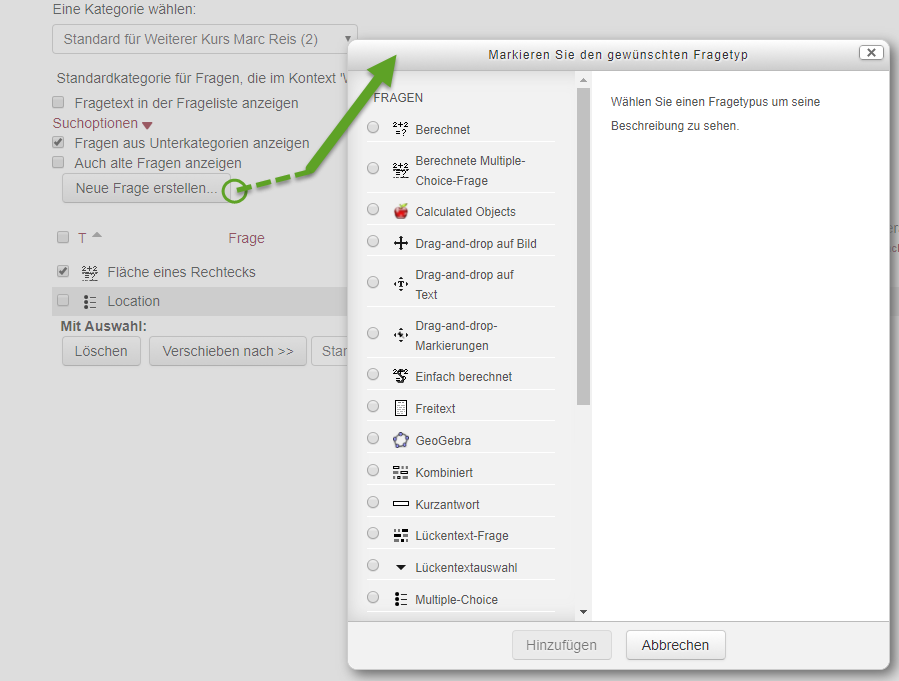 Eine Kategorie wählen:
Standard für Weiterer Kurs Marc Reis (2)
Standardkategorie für Fragen, die im Kontext
Fragetext in der Frageliste anzeigen
Suchoptionen
Fragen aus Unterkategorien anzeigen
Auch alte Fragen anzeigen
Neue Frage erstellen...
T
Frage
Fläche eines Rechtecks
Location
Mit Auswahl:
Löschen
Verschieben nach >>
Markieren Sie den gewünschten Fragetyp
FRAGEN
Berechnet
Berechnete Multiple-
Choice-Frage
Calculated Objects
Drag-and-drop auf Bild
Drag-and-drop auf
Text
Drag-and-drop-
Markierungen
Einfach berechnet
Freitext
GeoGebra
Kombiniert
Kurzantwort
Lückentext-Frage
Lückentextauswahl
Multiple-Choice
Wählen Sie einen Fragetypus um seine
Beschreibung zu sehen.
Hinzufügen
Abbrechen